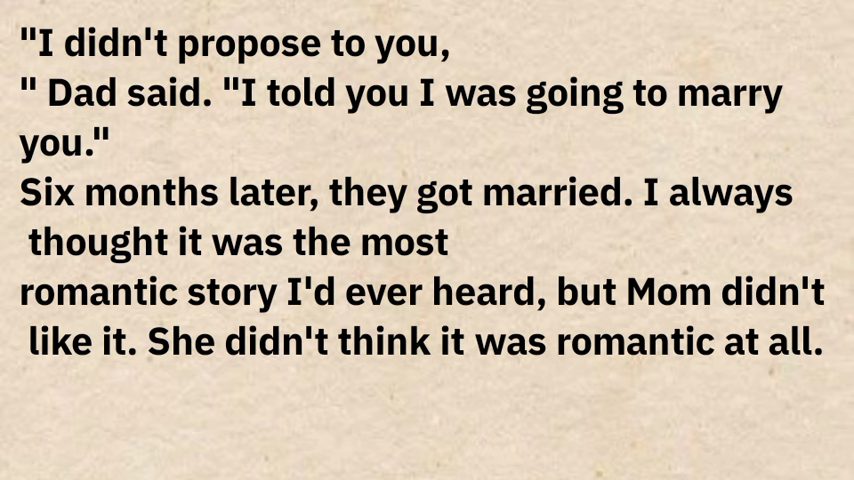 "I didn't propose to you,
" Dad said. "I told you I was going to marry
you."
Six months later, they got married. I always
thought it was the most
romantic story I'd ever heard, but Mom didn't
like it. She didn't think it was romantic at all.